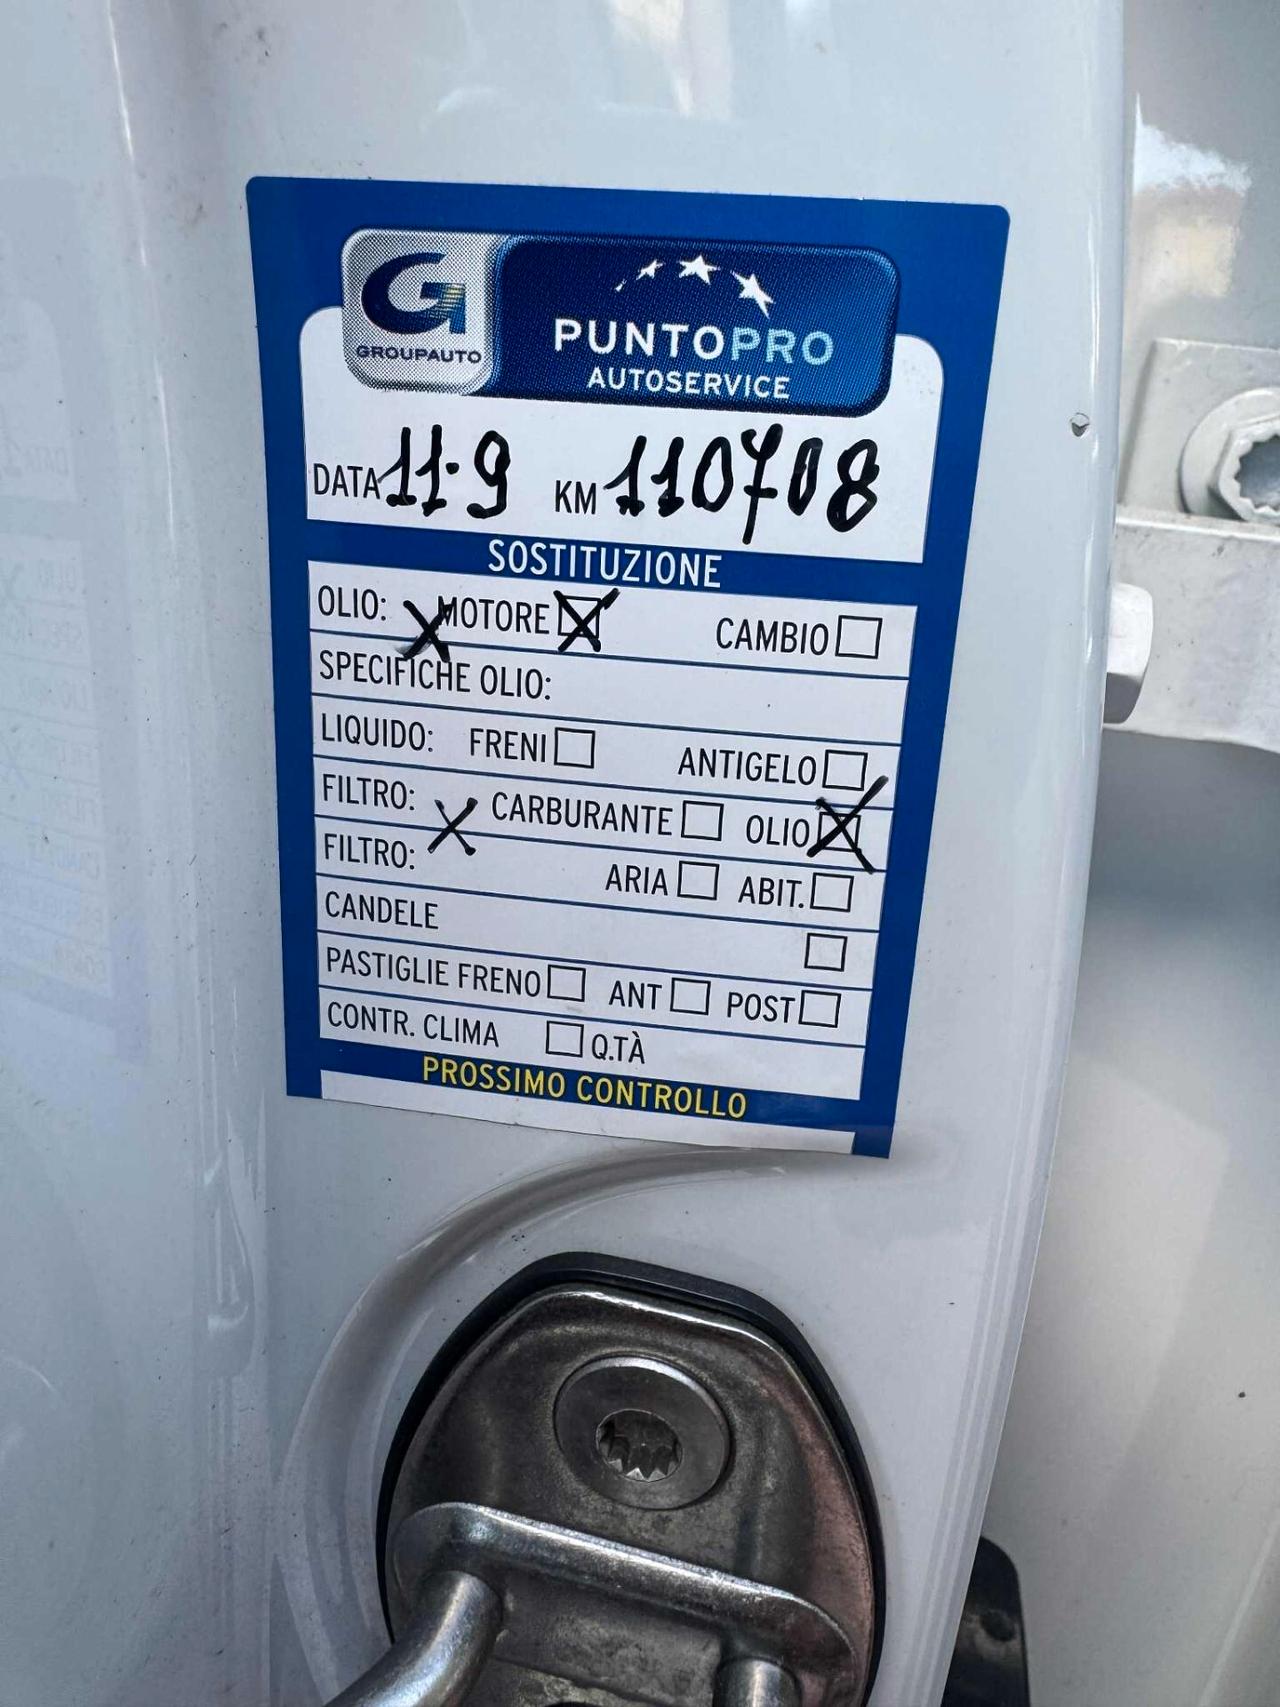 G
GROUPAUTO
PUNTOPRO
AUTOSERVICE
DATA 11.9 KM 110708
SOSTITUZIONE
OLIO: X MOTORE X CAMBIO
SPECIFICHE OLIO:
LIQUIDO: FRENI ANTIGELO
FILTRO: X CARBURANTE OLIO X
FILTRO: ARIA ABIT.
CANDELE
PASTIGLIE FRENO ANT POST
CONTR. CLIMA Q.TÀ
PROSSIMO CONTROLLO